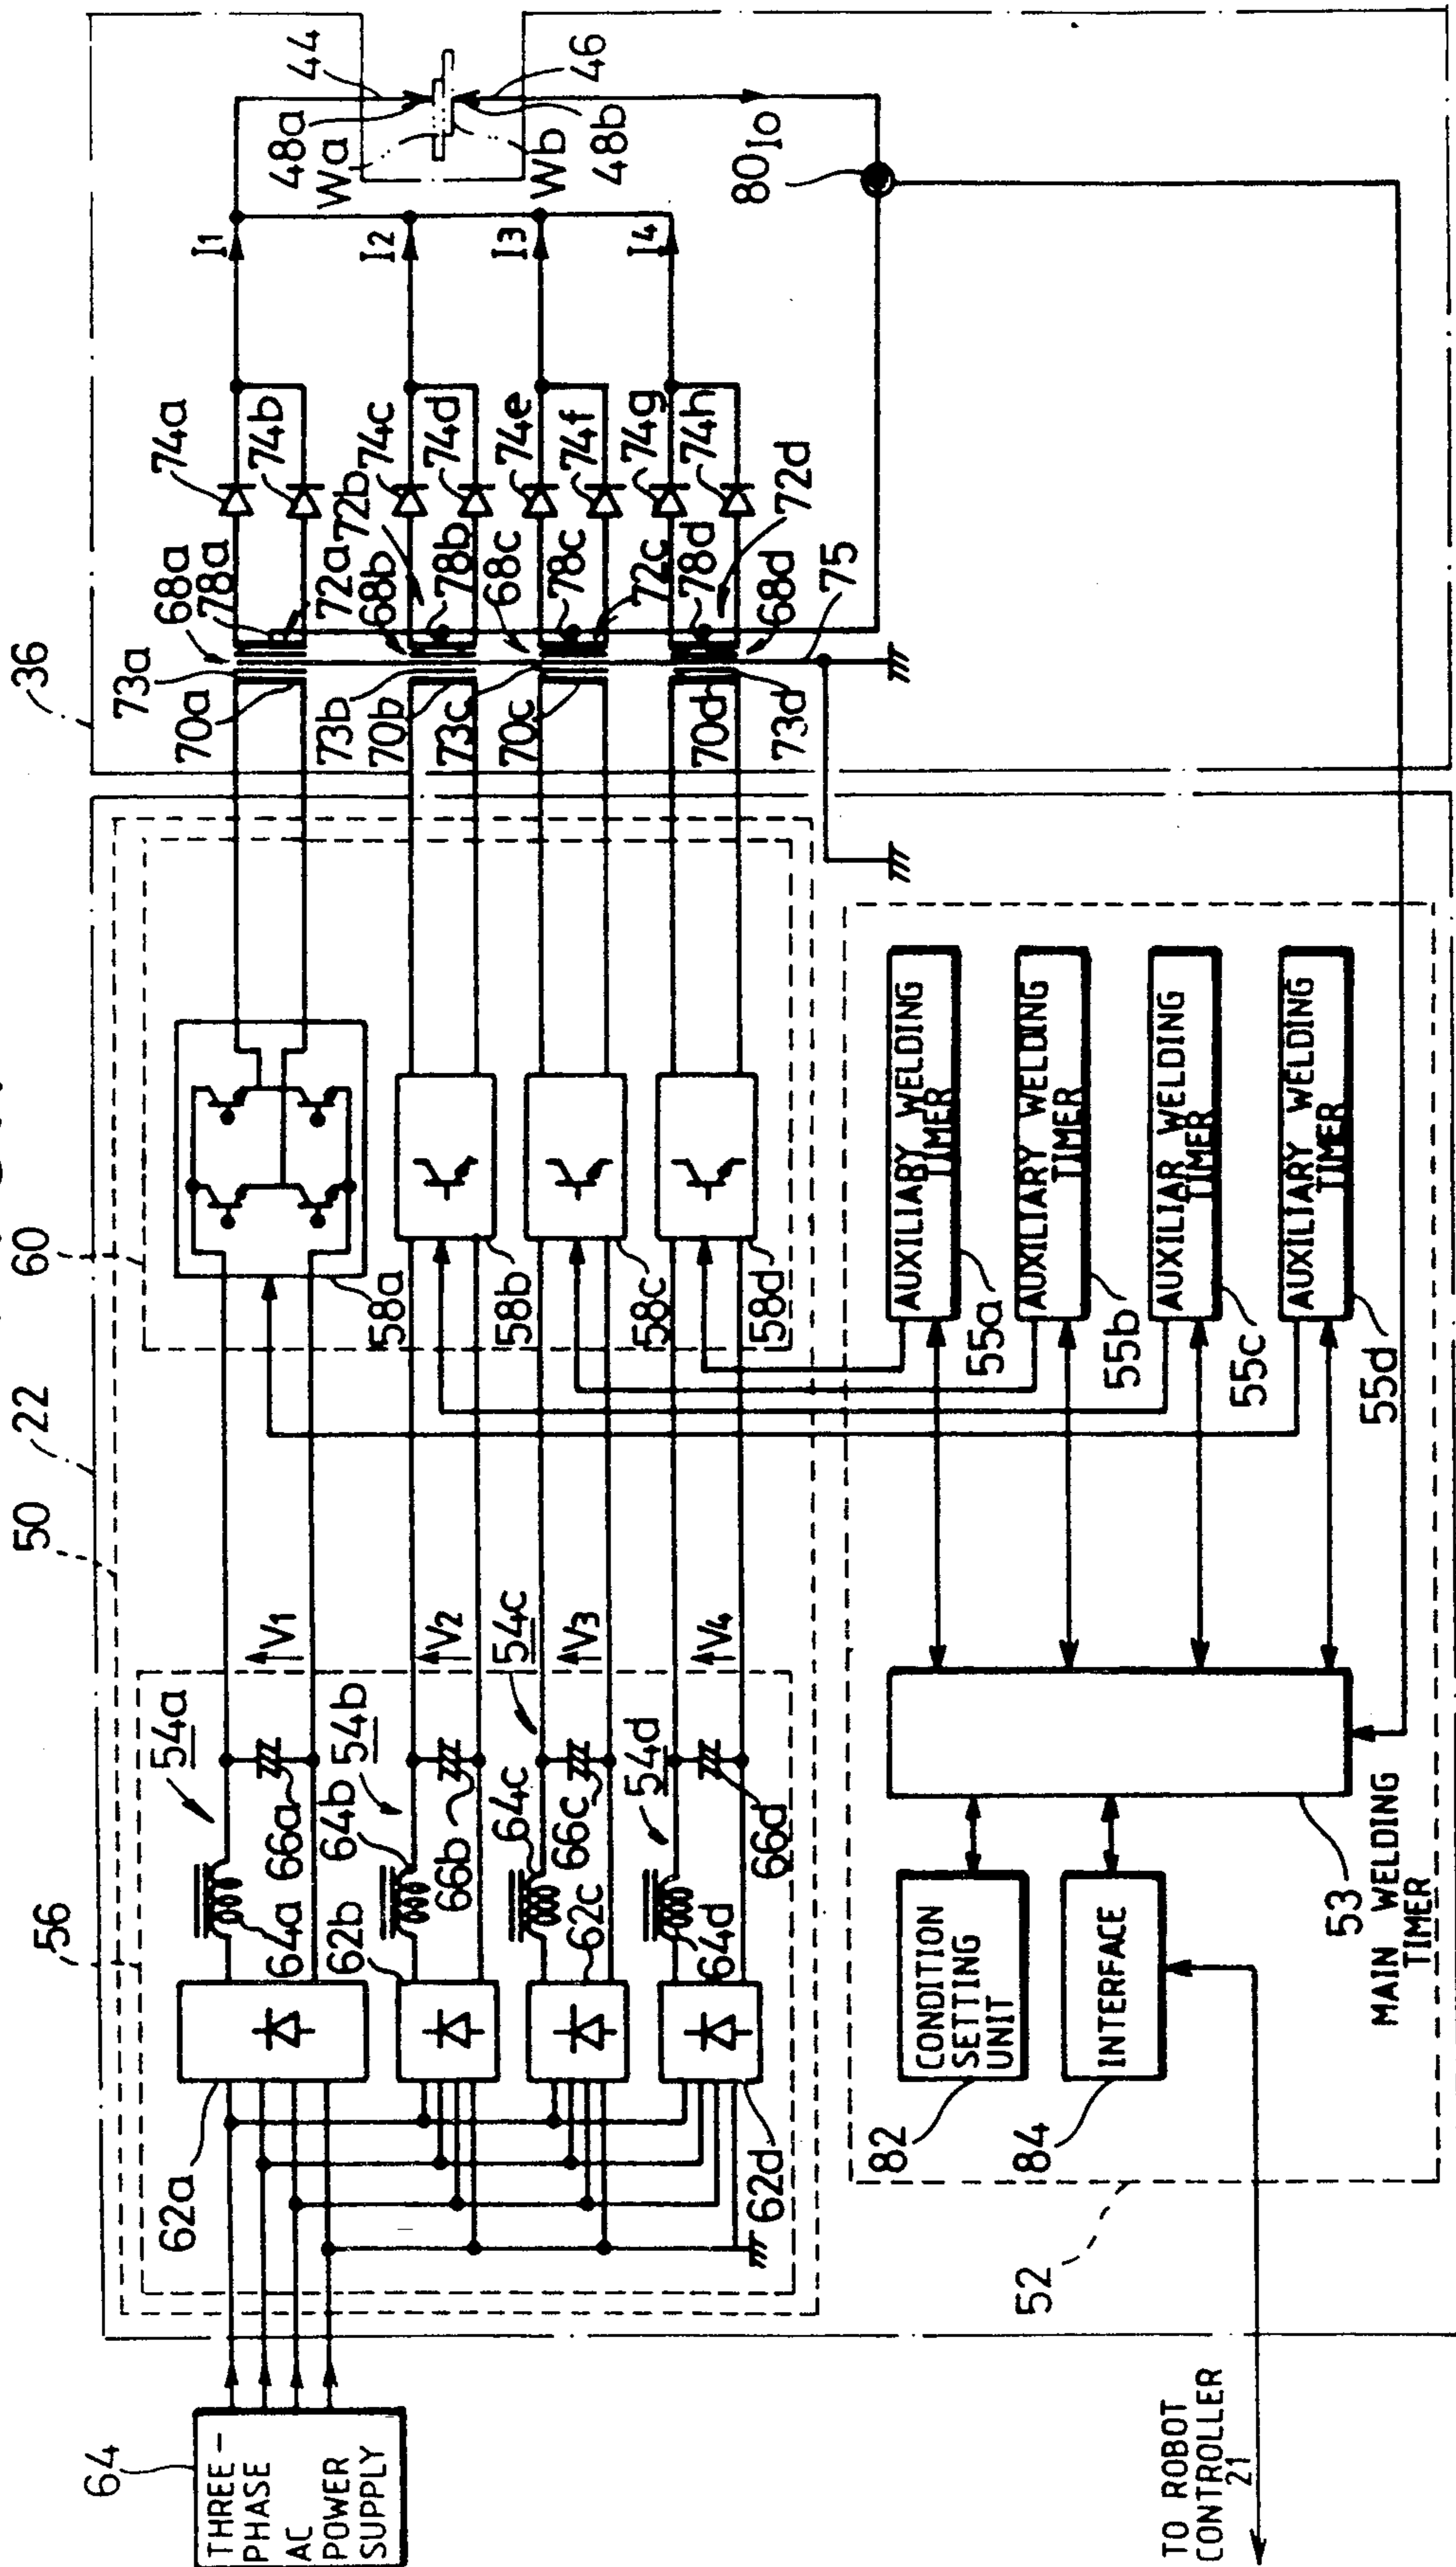 36
22
50
60
56
64
THREE-
PHASE
AC
POWER
SUPPLY
62a
62b
62c
62d
64a
64b
64c
64d
66a
66b
66c
66d
54a
54b
54c
54d
V1
V2
V3
V4
58a
58b
58c
58d
73a
70a
68a
78a
72a
73b
70b
68b
78b
72b
73c
70c
68c
78c
72c
70d
73d
78d
68d
72d
75
74a
74b
74c
74d
74e
74f
74g
74h
I1
I2
I3
I4
44
48a
Wa
Wb
48b
46
80
Io
AUXILIABY WELDING
TIMER
55a
AUXILIARY WELDING
TIMER
55b
AUXILIAR WELDING
TIMER
55c
AUXILIARY WELDING
TIMER
55d
CONDITION
SETTING
UNIT
82
INTERFACE
84
53
MAIN WELDING
TIMER
52
TO ROBOT
CONTROLLER
21